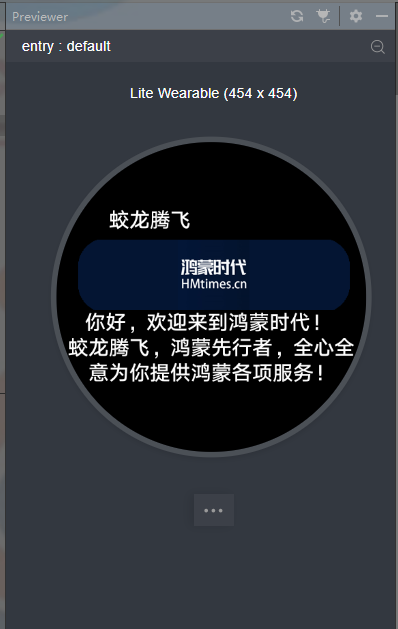 Previewer
entry : default
Lite Wearable (454 x 454)
蛟龙腾飞
鸿蒙时代
HMtimes.cn
你好，欢迎来到鸿蒙时代！
蛟龙腾飞，鸿蒙先行者，全心全
意为你提供鸿蒙各项服务！